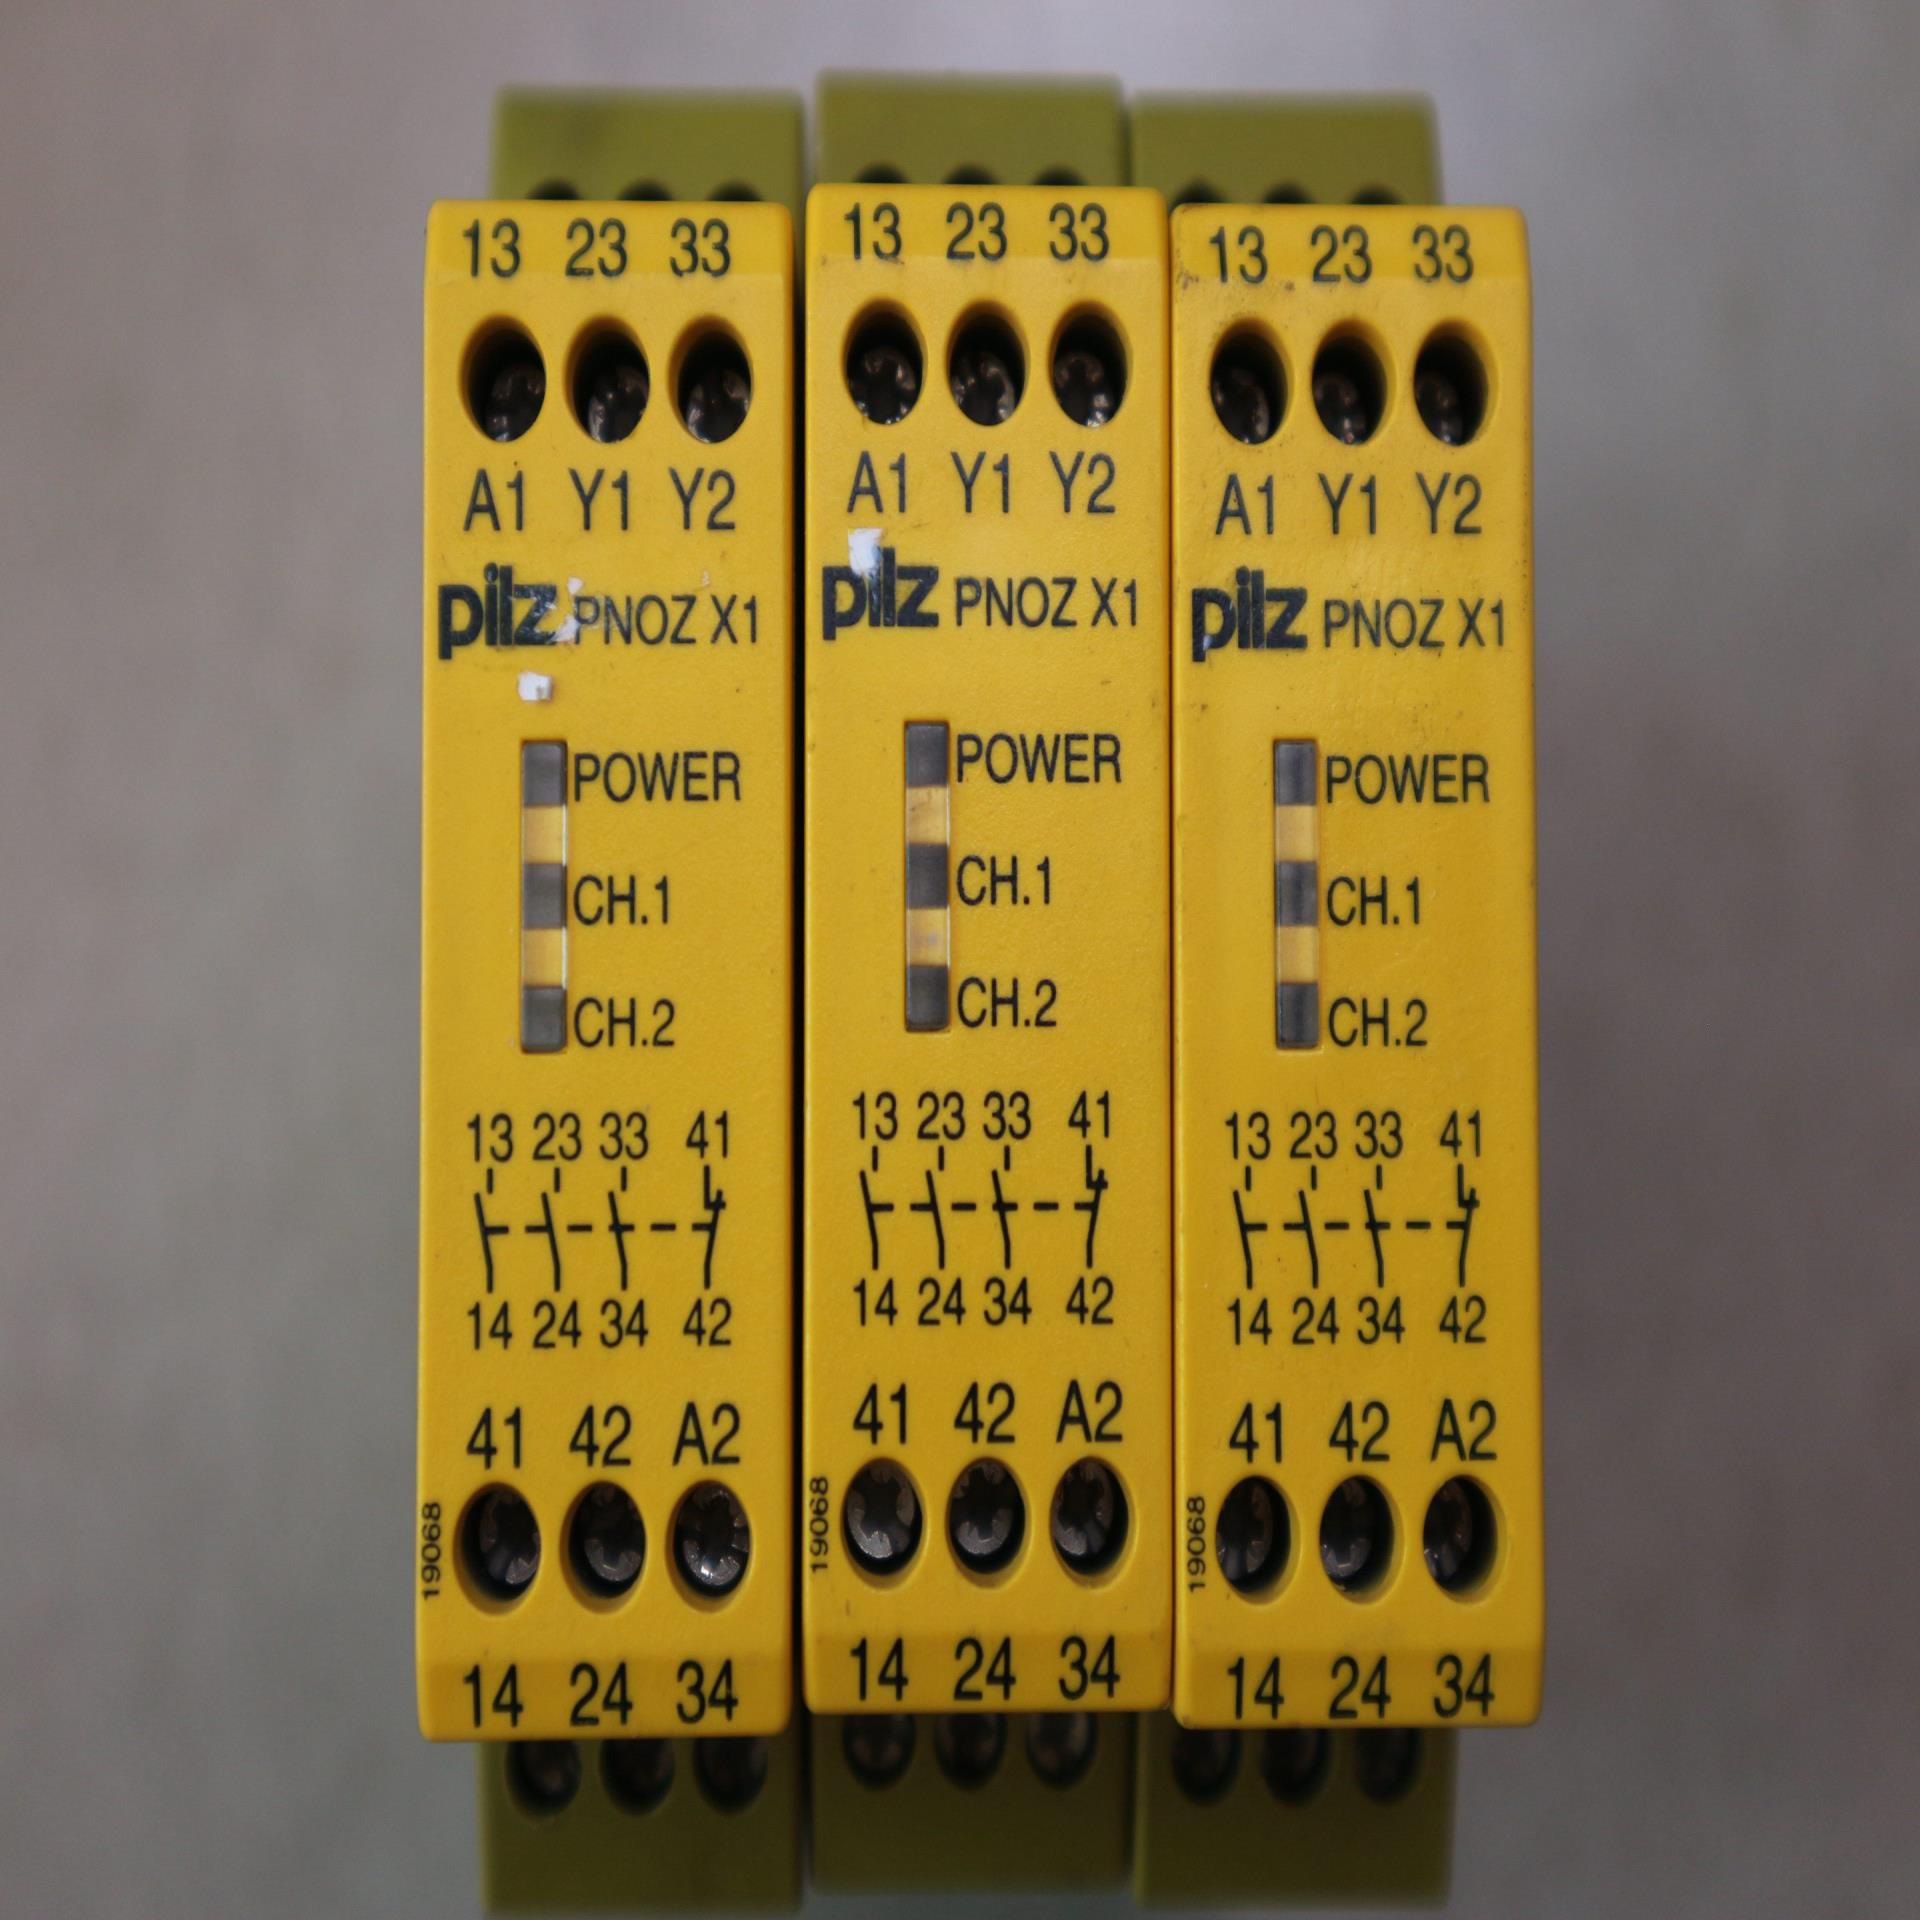 13 23 33
A1 Y1 Y2
pilz PNOZ X1
POWER
CH.1
CH.2
13 23 33 41
14 24 34 42
41 42 A2
19068
14 24 34
13 23 33
A1 Y1 Y2
pilz PNOZ X1
POWER
CH.1
CH.2
13 23 33 41
14 24 34 42
41 42 A2
19068
14 24 34
13 23 33
A1 Y1 Y2
pilz PNOZ X1
POWER
CH.1
CH.2
13 23 33 41
14 24 34 42
41 42 A2
19068
14 24 34